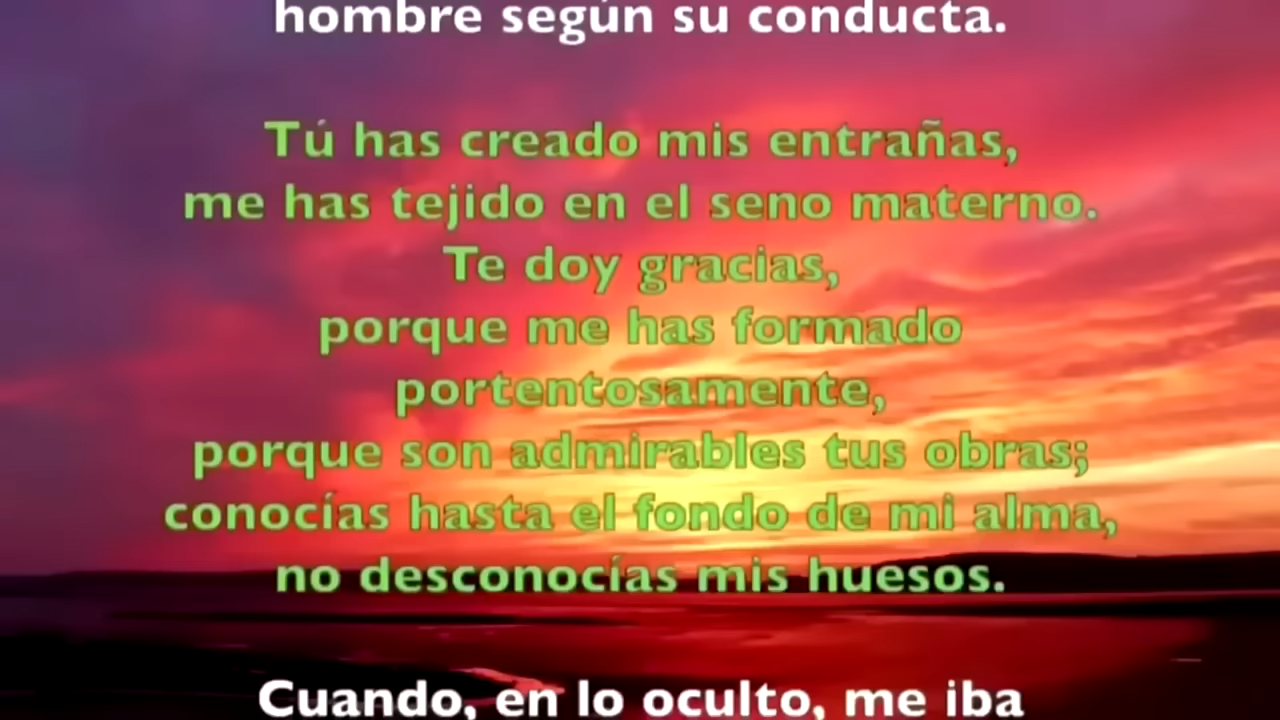 hombre según su conducta.
Tú has creado mis entrañas,
me has tejido en el seno materno.
Te doy gracias,
porque me has formado
portentosamente,
porque son admirables tus obras;
conocías hasta el fondo de mi alma,
no desconocías mis huesos.
Cuando, en lo oculto, me iba